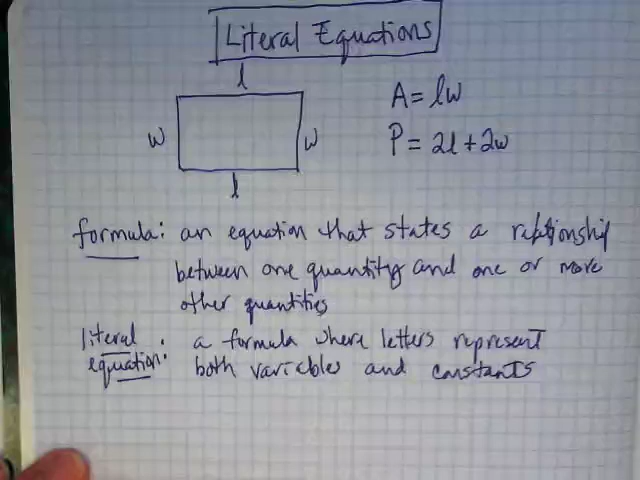 Literal Equations
l
A = lw
w
w
P = 2l + 2w
l
formula: an equation that states a relationship
between one quantity and one or more
other quantities
literal equation: a formula where letters represent
both variables and constants